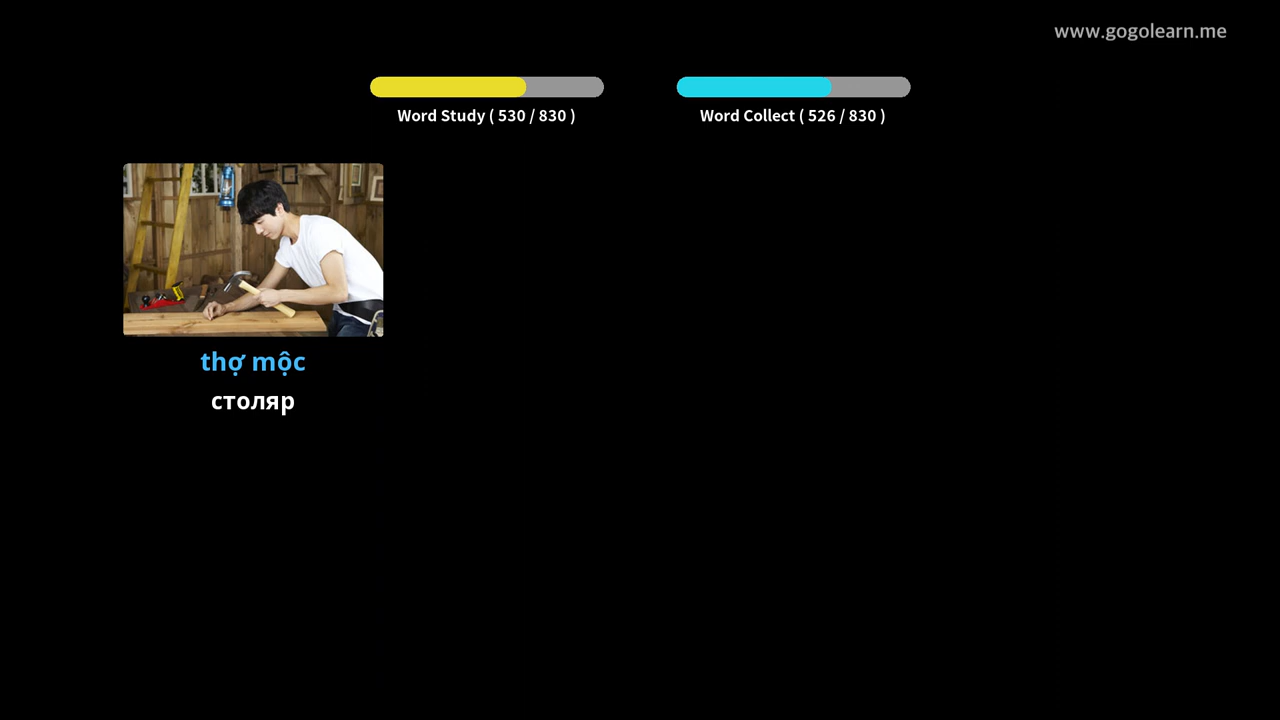 www.gogolearn.me
Word Study ( 530 / 830 )
Word Collect ( 526 / 830 )
thợ mộc
столяр